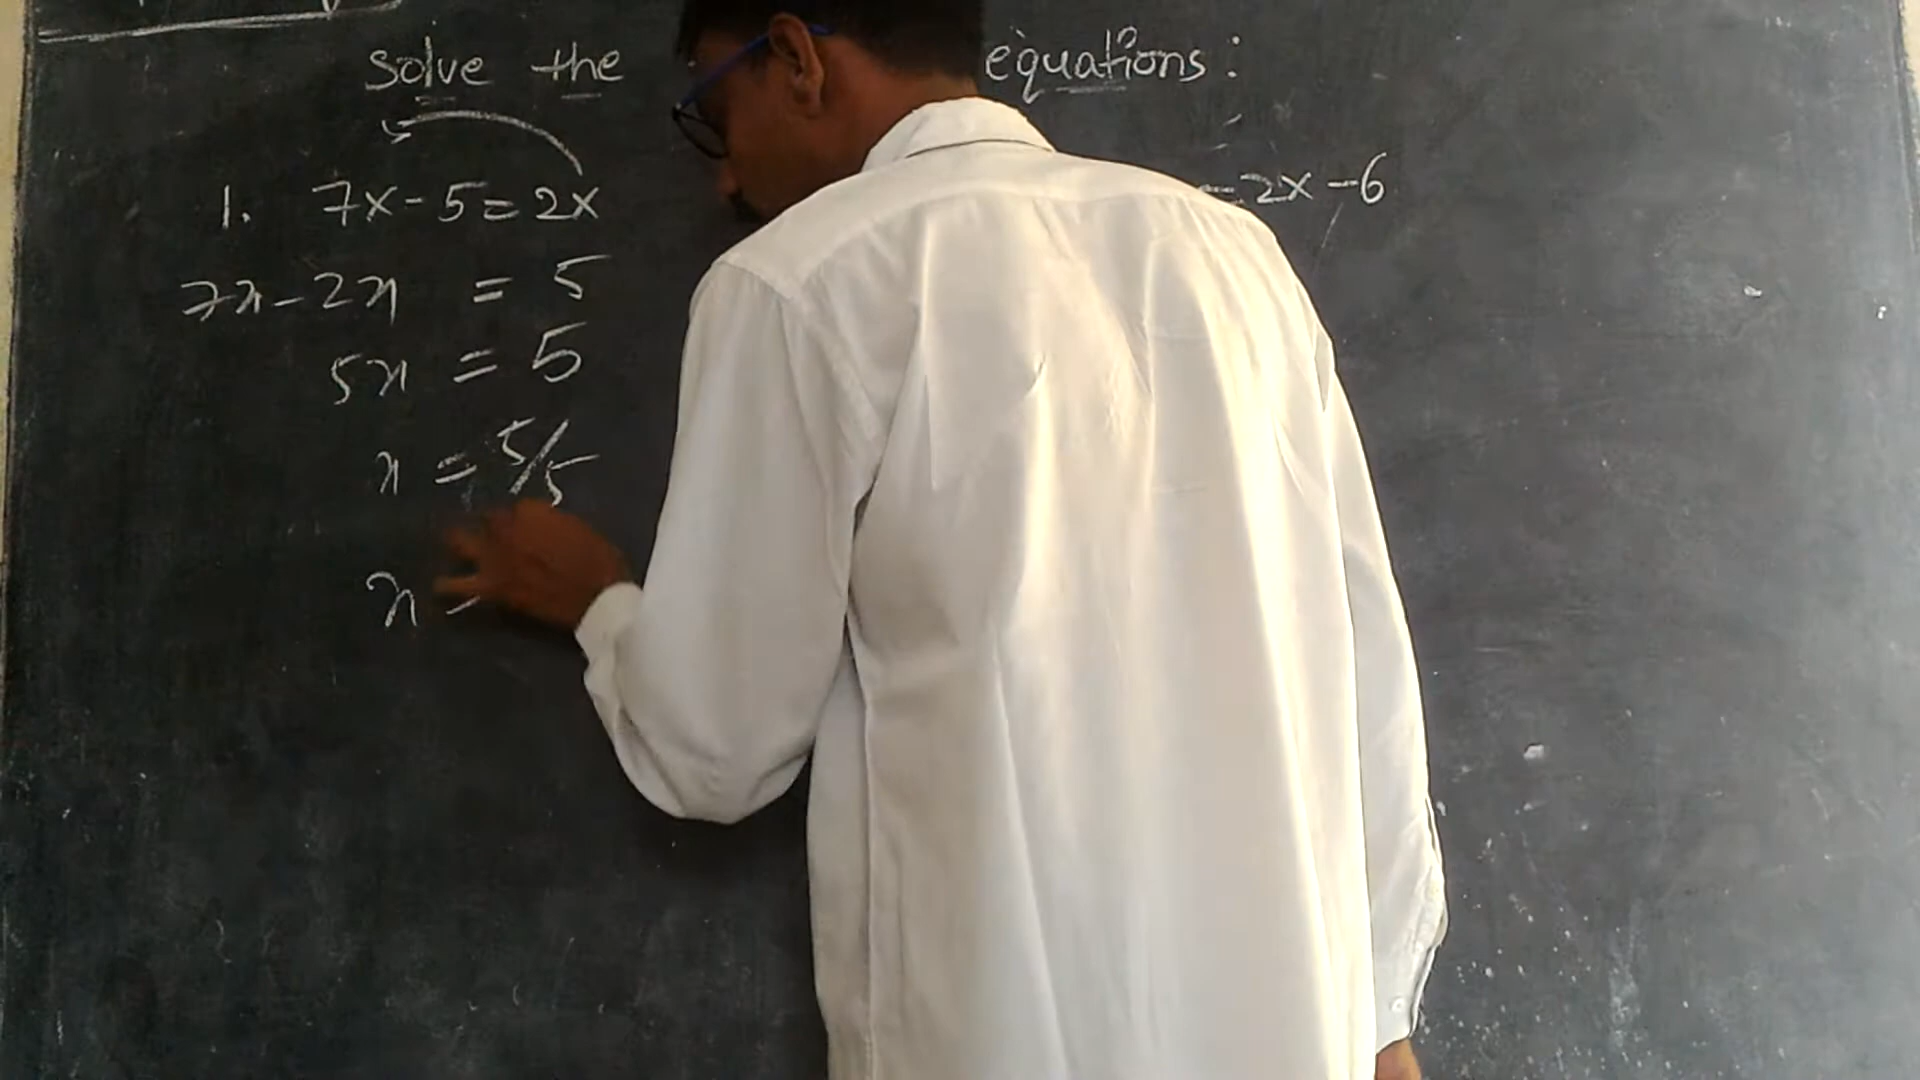 solve the equations:
1. 7x-5=2x
=2x-6
7x-2x = 5
5x = 5
x = 5/5
x =